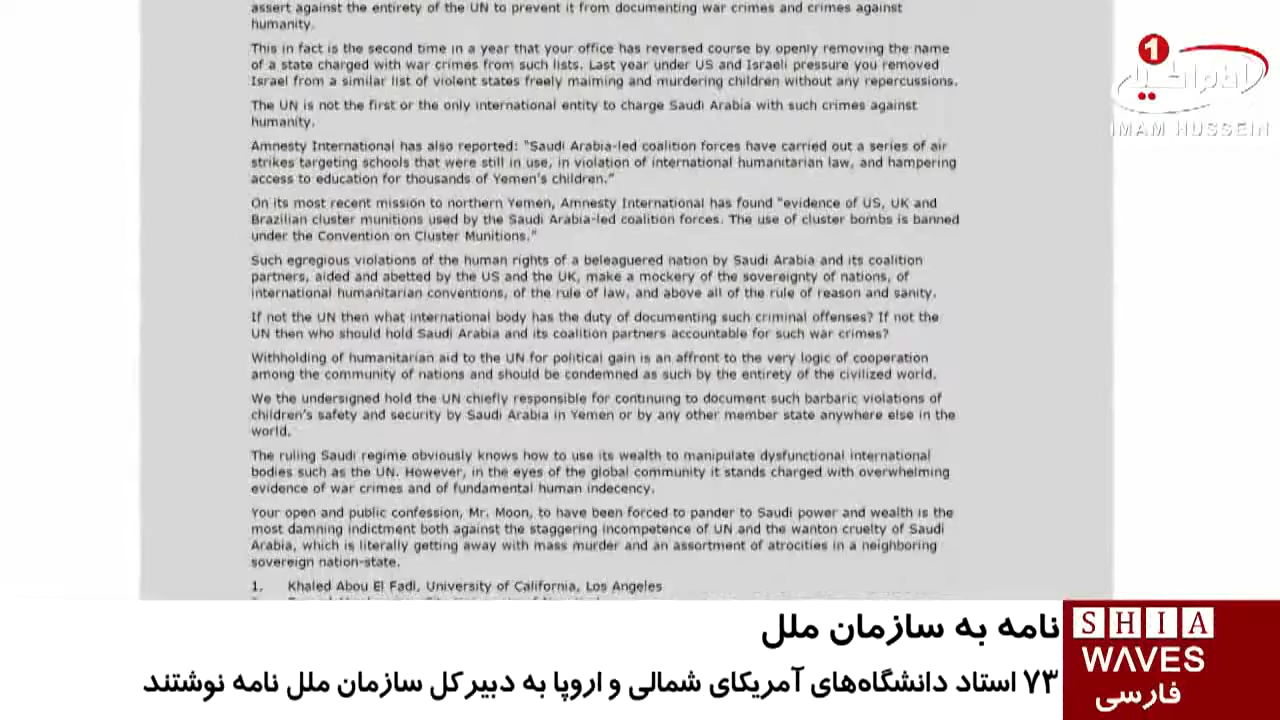 assert against the entirety of the UN to prevent it from documenting war crimes and crimes against
humanity.
This in fact is the second time in a year that your office has reversed course by openly removing the name
of a state charged with war crimes from such lists. Last year under US and Israeli pressure you removed
Israel from a similar list of violent states freely maiming and murdering children without any repercussions.
The UN is not the first or the only international entity to charge Saudi Arabia with such crimes against
humanity.
Amnesty International has also reported: "Saudi Arabia-led coalition forces have carried out a series of air
strikes targeting schools that were still in use, in violation of international humanitarian law, and hampering
access to education for thousands of Yemen's children."
On its most recent mission to northern Yemen, Amnesty International has found "evidence of US, UK and
Brazilian cluster munitions used by the Saudi Arabia-led coalition forces. The use of cluster bombs is banned
under the Convention on Cluster Munitions."
Such egregious violations of the human rights of a beleaguered nation by Saudi Arabia and its coalition
partners, aided and abetted by the US and the UK, make a mockery of the sovereignty of nations, of
international humanitarian conventions, of the rule of law, and above all of the rule of reason and sanity.
If not the UN then what international body has the duty of documenting such criminal offenses? If not the
UN then who should hold Saudi Arabia and its coalition partners accountable for such war crimes?
Withholding of humanitarian aid to the UN for political gain is an affront to the very logic of cooperation
among the community of nations and should be condemned as such by the entirety of the civilized world.
We the undersigned hold the UN chiefly responsible for continuing to document such barbaric violations of
children's safety and security by Saudi Arabia in Yemen or by any other member state anywhere else in the
world.
The ruling Saudi regime obviously knows how to use its wealth to manipulate dysfunctional international
bodies such as the UN. However, in the eyes of the global community it stands charged with overwhelming
evidence of war crimes and of fundamental human indecency.
Your open and public confession, Mr. Moon, to have been forced to pander to Saudi power and wealth is the
most damning indictment both against the staggering incompetence of UN and the wanton cruelty of Saudi
Arabia, which is literally getting away with mass murder and an assortment of atrocities in a neighboring
sovereign nation-state.
1. Khaled Abou El Fadl, University of California, Los Angeles
1
IMAM HUSSEIN
نامه به سازمان ملل
۷۳ استاد دانشگاه‌های آمریکای شمالی و اروپا به دبیرکل سازمان ملل نامه نوشتند
SHIA
WAVES
فارسی